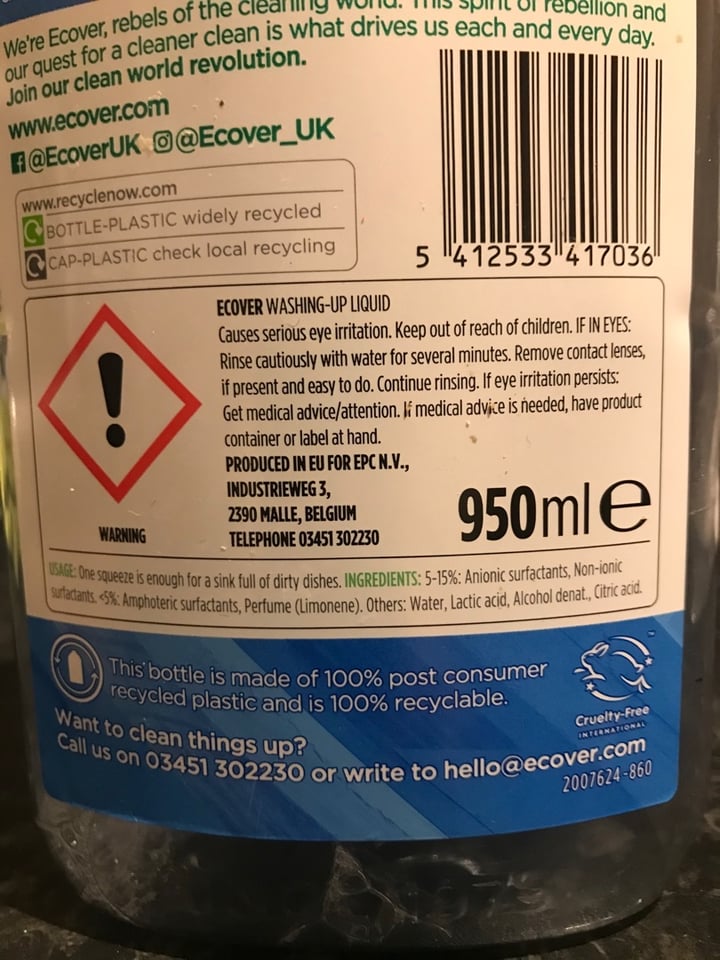 We're Ecover, rebels of the cleaning world. This spirit of rebellion and
our quest for a cleaner clean is what drives us each and every day.
Join our clean world revolution.
www.ecover.com
@EcoverUK @Ecover_UK
www.recyclenow.com
BOTTLE-PLASTIC widely recycled
CAP-PLASTIC check local recycling
5 412533 417036
ECOVER WASHING-UP LIQUID
Causes serious eye irritation. Keep out of reach of children. IF IN EYES:
Rinse cautiously with water for several minutes. Remove contact lenses,
if present and easy to do. Continue rinsing. If eye irritation persists:
Get medical advice/attention. If medical advice is needed, have product
container or label at hand.
PRODUCED IN EU FOR EPC N.V.,
INDUSTRIEWEG 3,
2390 MALLE, BELGIUM
TELEPHONE 03451 302230
WARNING
950ml e
USAGE: One squeeze is enough for a sink full of dirty dishes. INGREDIENTS: 5-15%: Anionic surfactants, Non-ionic
surfactants. <5%: Amphoteric surfactants, Perfume (Limonene). Others: Water, Lactic acid, Alcohol denat., Citric acid.
This bottle is made of 100% post consumer
recycled plastic and is 100% recyclable.
Cruelty-Free
INTERNATIONAL
TM
Want to clean things up?
Call us on 03451 302230 or write to hello@ecover.com
2007624-860